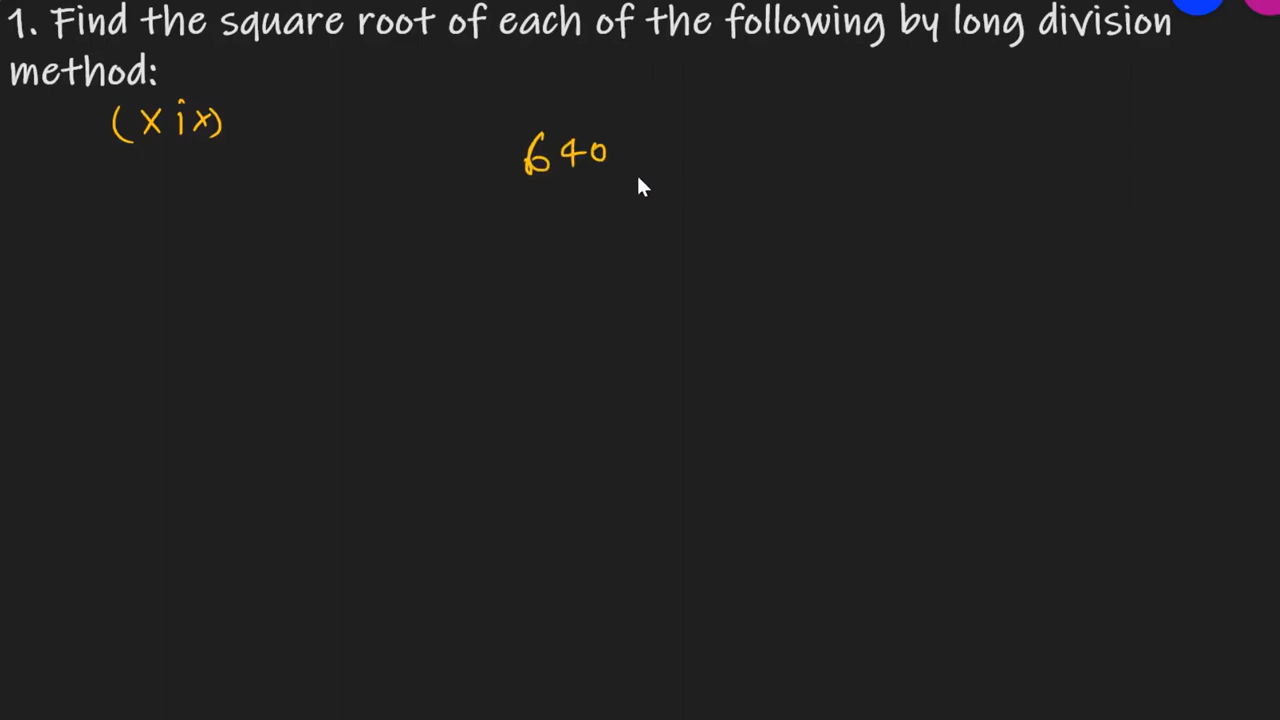 1. Find the square root of each of the following by long division
method:
(xix)
640